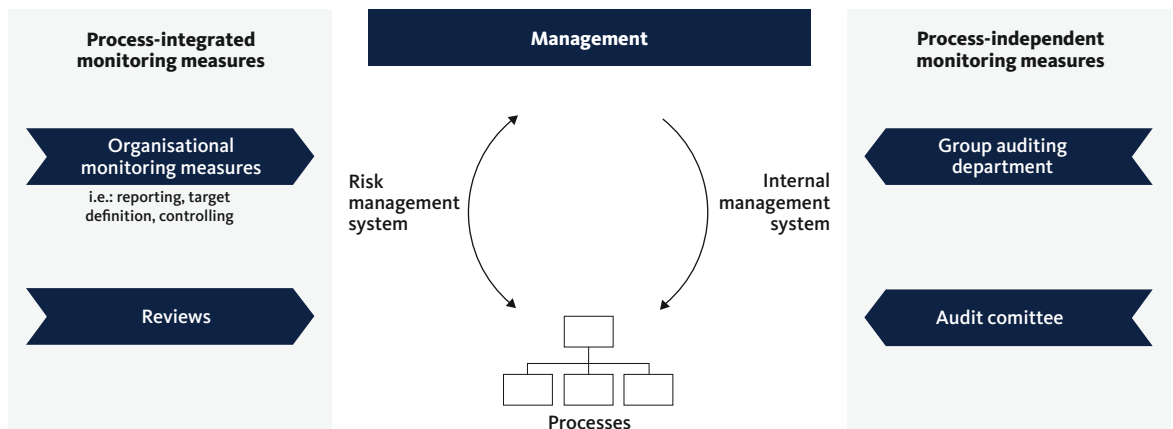 Process-integrated
monitoring measures
Organisational
monitoring measures
i.e.: reporting, target
definition, controlling
Reviews
Management
Risk
management
system
Internal
management
system
Processes
Process-independent
monitoring measures
Group auditing
department
Audit comittee